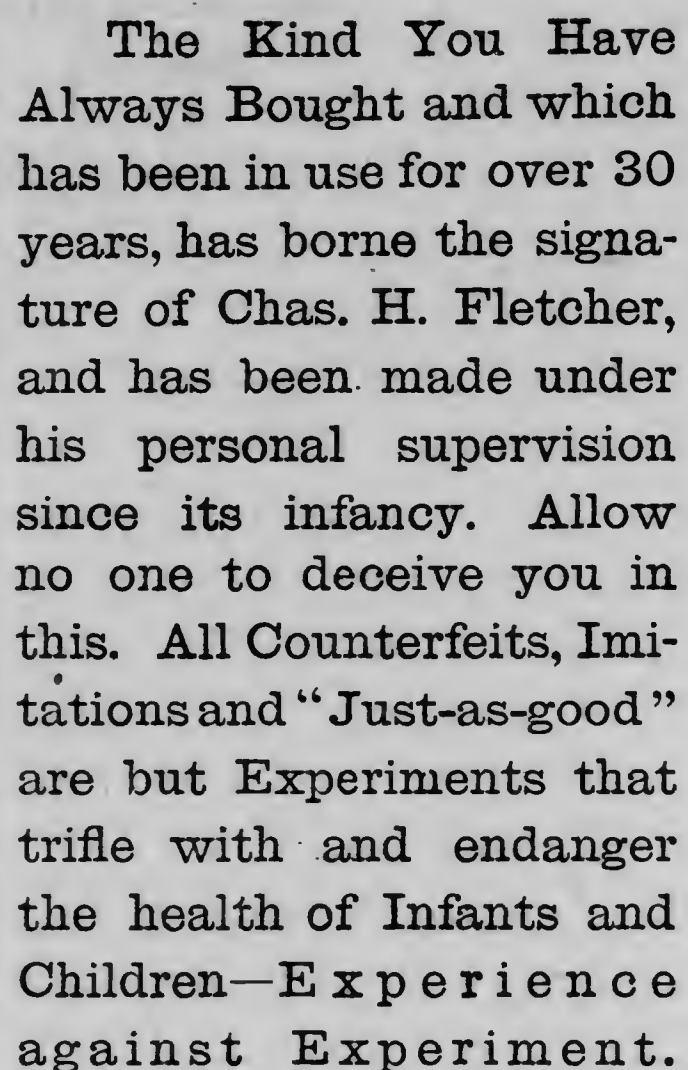 The Kind You Have
Always Bought and which
has been in use for over 30
years, has borne the signa-
ture of Chas. H. Fletcher,
and has been made under
his personal supervision
since its infancy. Allow
no one to deceive you in
this. All Counterfeits, Imi-
tations and “Just-as-good”
are but Experiments that
trifle with and endanger
the health of Infants and
Children—Experience
against Experiment.